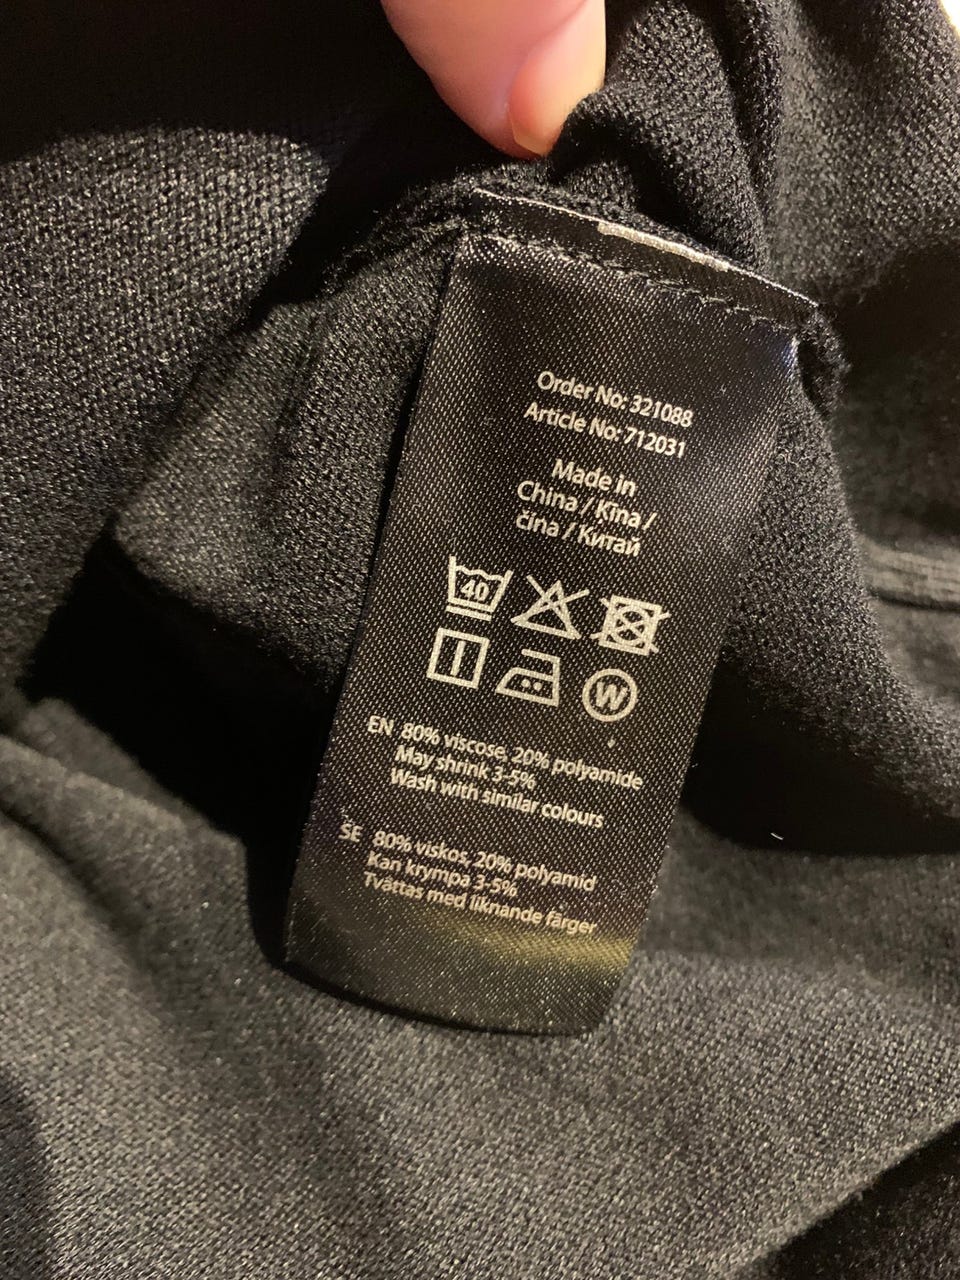 Order No: 321088
Article No: 712031
Made in
China / Kina /
čína / Китай
40
W
EN 80% viscose, 20% polyamide
May shrink 3-5%
Wash with similar colours
SE 80% viskos, 20% polyamid
Kan krympa 3-5%
Tvättas med liknande färger